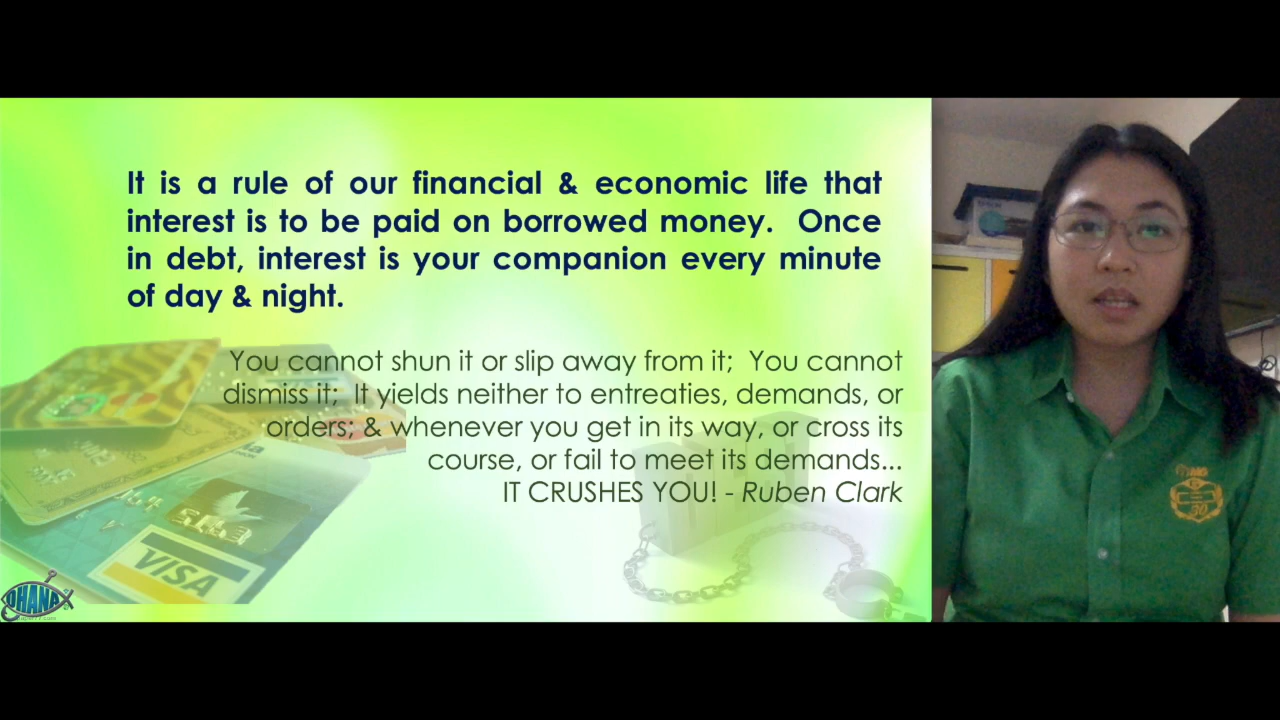 It is a rule of our financial & economic life that
interest is to be paid on borrowed money. Once
in debt, interest is your companion every minute
of day & night.
You cannot shun it or slip away from it; You cannot
dismiss it; It yields neither to entreaties, demands, or
orders; & whenever you get in its way, or cross its
course, or fail to meet its demands...
IT CRUSHES YOU! - Ruben Clark
VISA
OHANA
30